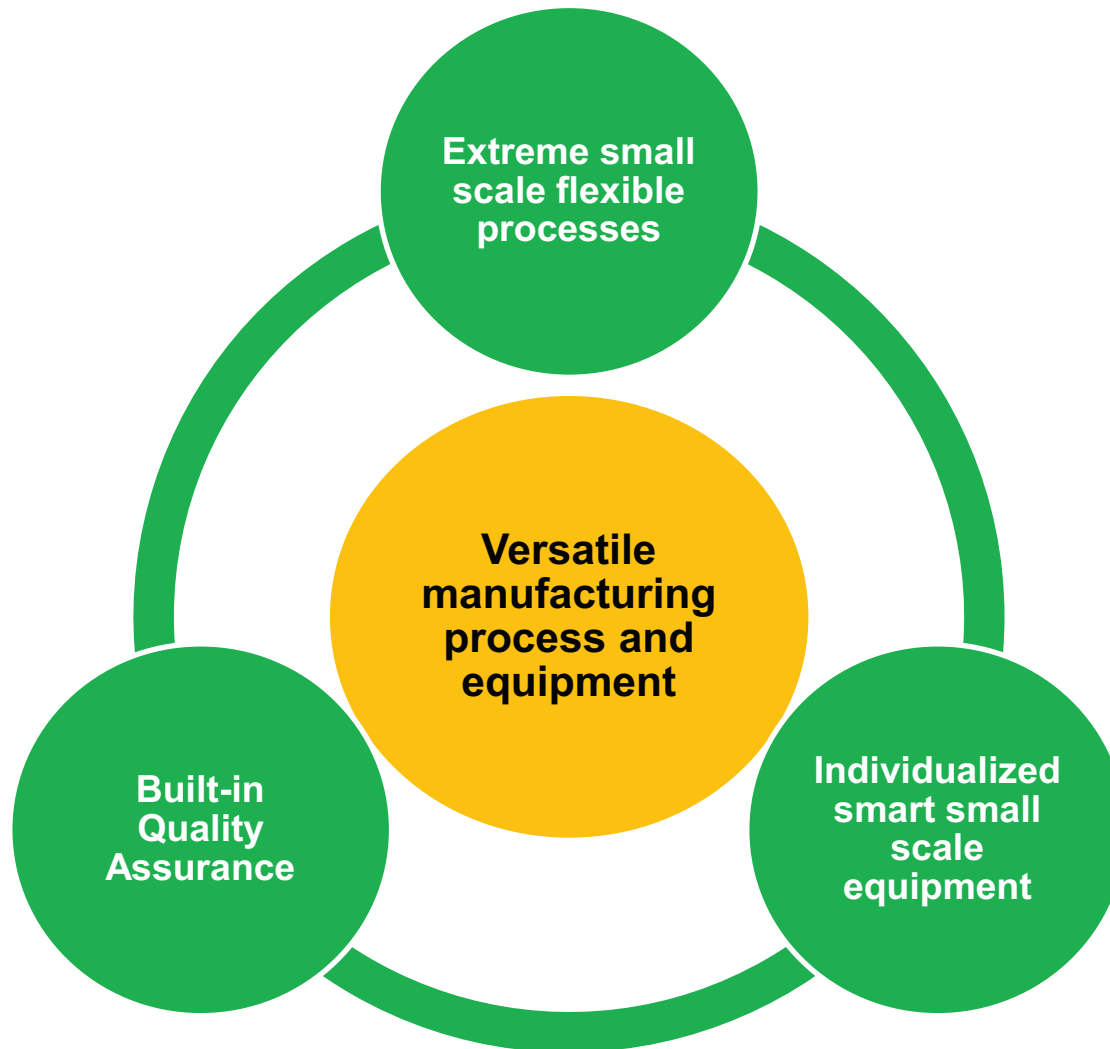 Extreme small
scale flexible
processes
Versatile
manufacturing
process and
equipment
Built-in
Quality
Assurance
Individualized
smart small
scale
equipment